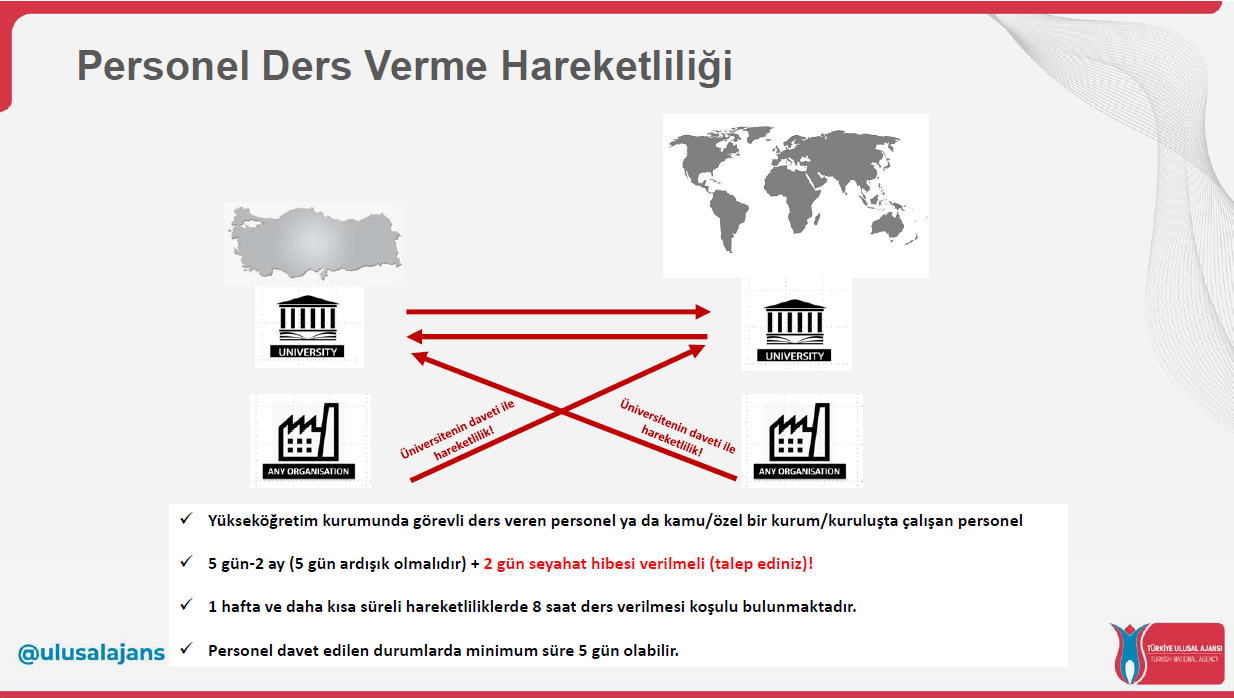 Personel Ders Verme Hareketliliği
UNIVERSITY
UNIVERSITY
Üniversitenin daveti ile
hareketlilik!
Üniversitenin daveti ile
hareketlilik!
ANY ORGANISATION
ANY ORGANISATION
✓ Yükseköğretim kurumunda görevli ders veren personel ya da kamu/özel bir kurum/kuruluşta çalışan personel
✓ 5 gün-2 ay (5 gün ardışık olmalıdır) + 2 gün seyahat hibesi verilmeli (talep ediniz)!
✓ 1 hafta ve daha kısa süreli hareketliliklerde 8 saat ders verilmesi koşulu bulunmaktadır.
✓ Personel davet edilen durumlarda minimum süre 5 gün olabilir.
@ulusalajans
TÜRKİYE ULUSAL AJANSI
TURKISH NATIONAL AGENCY